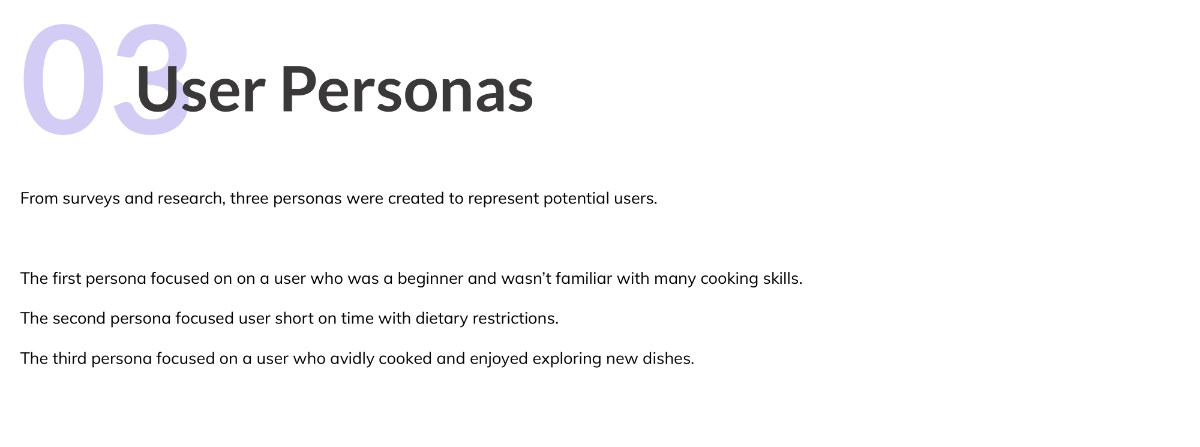 03
User Personas
From surveys and research, three personas were created to represent potential users.
The first persona focused on on a user who was a beginner and wasn’t familiar with many cooking skills.
The second persona focused user short on time with dietary restrictions.
The third persona focused on a user who avidly cooked and enjoyed exploring new dishes.